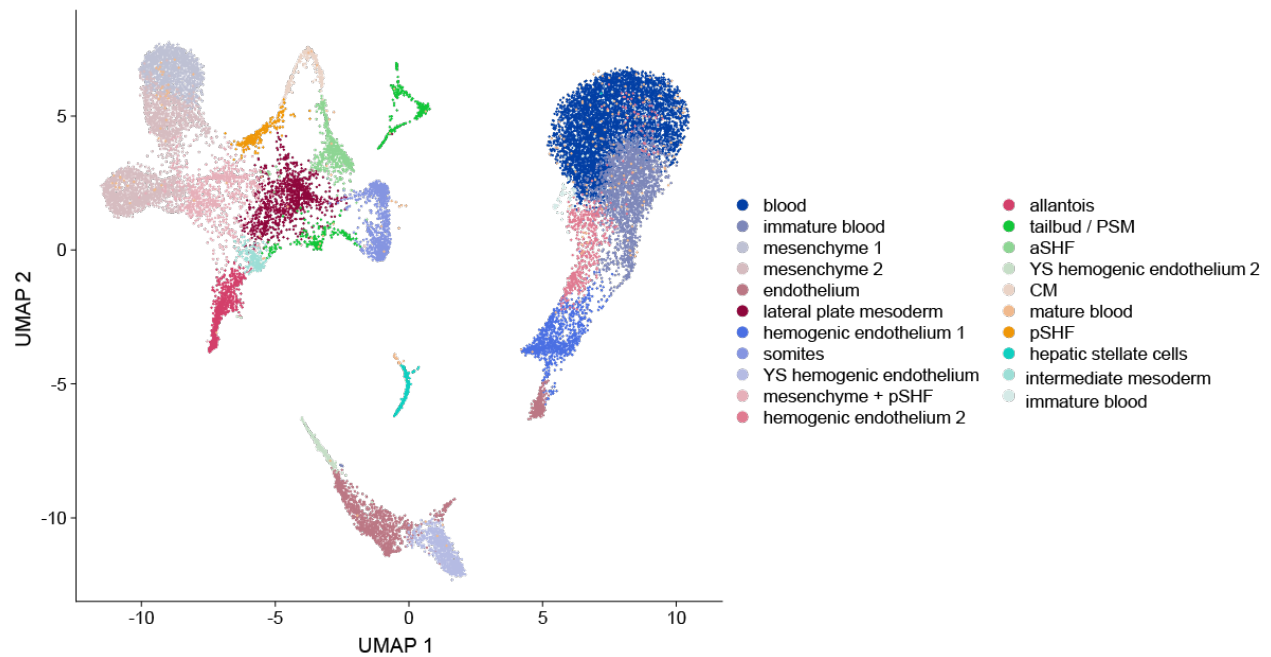 5
0
-5
-10
UMAP 2
-10
-5
0
5
10
UMAP 1
blood
immature blood
mesenchyme 1
mesenchyme 2
endothelium
lateral plate mesoderm
hemogenic endothelium 1
somites
YS hemogenic endothelium
mesenchyme + pSHF
hemogenic endothelium 2
allantois
tailbud / PSM
aSHF
YS hemogenic endothelium 2
CM
mature blood
pSHF
hepatic stellate cells
intermediate mesoderm
immature blood